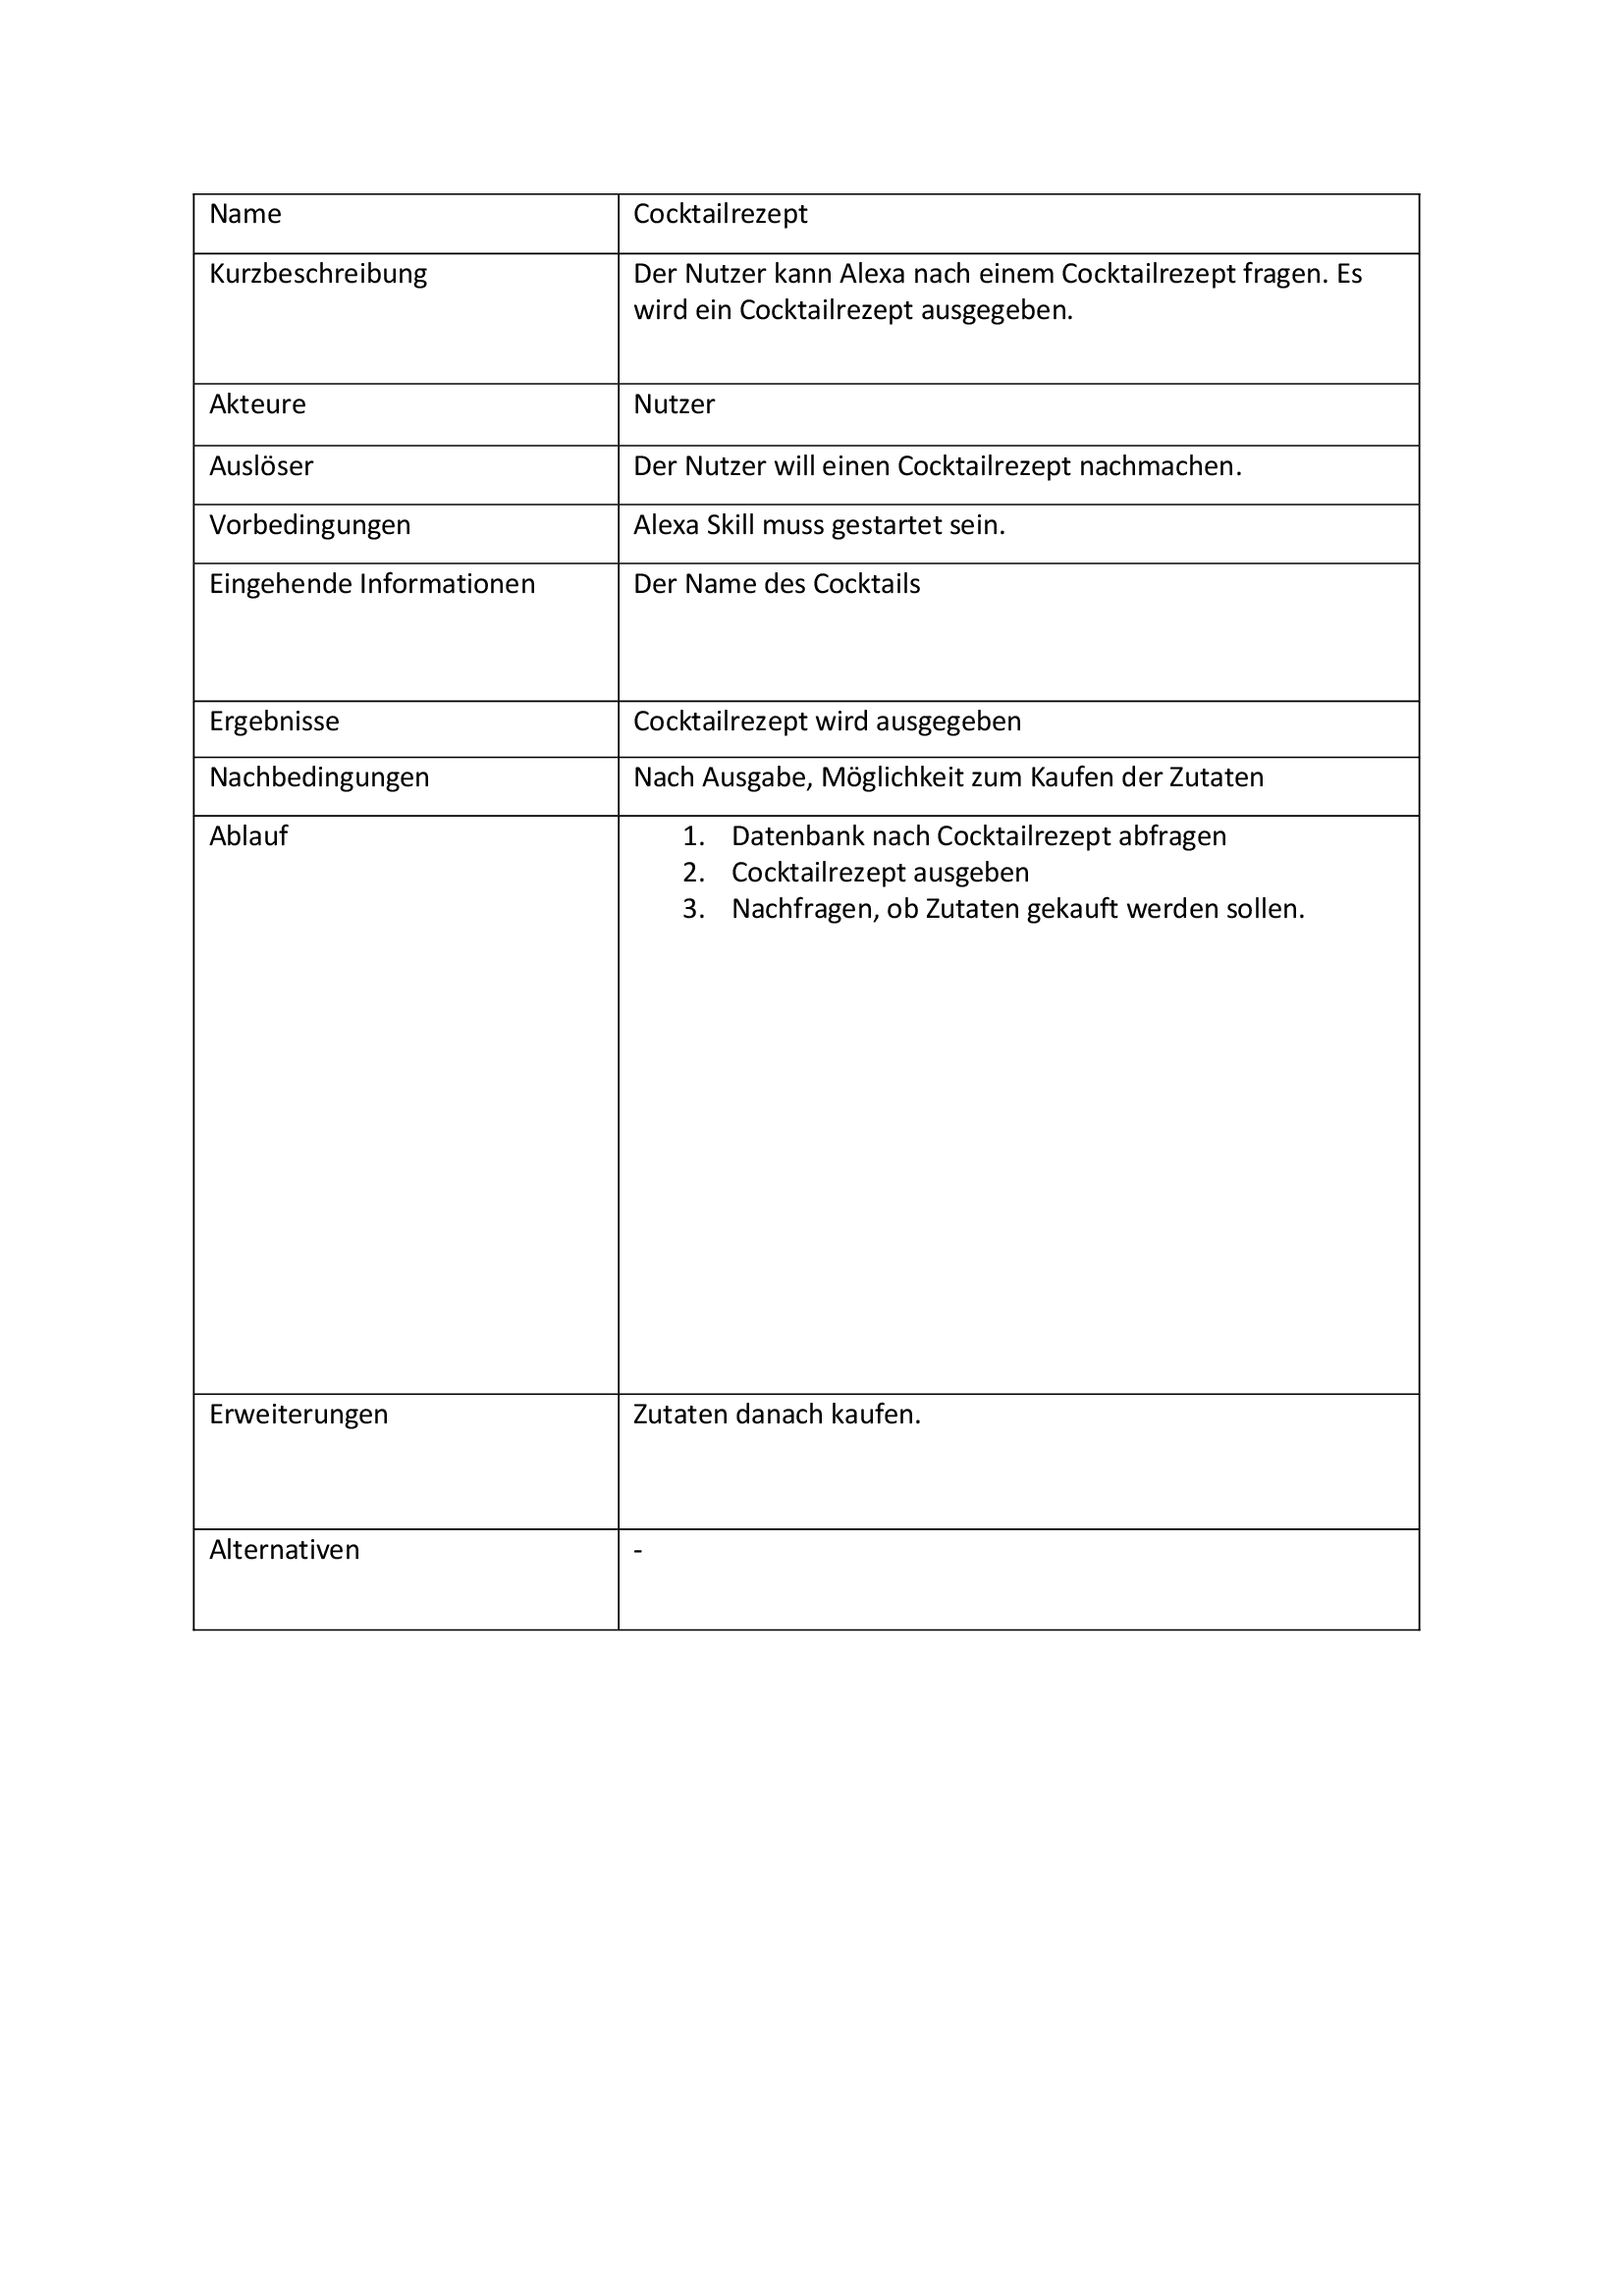 Name
Cocktailrezept
Kurzbeschreibung
Der Nutzer kann Alexa nach einem Cocktailrezept fragen. Es
wird ein Cocktailrezept ausgegeben.
Akteure
Nutzer
Auslöser
Der Nutzer will einen Cocktailrezept nachmachen.
Vorbedingungen
Alexa Skill muss gestartet sein.
Eingehende Informationen
Der Name des Cocktails
Ergebnisse
Cocktailrezept wird ausgegeben
Nachbedingungen
Nach Ausgabe, Möglichkeit zum Kaufen der Zutaten
Ablauf
1. Datenbank nach Cocktailrezept abfragen
2. Cocktailrezept ausgeben
3. Nachfragen, ob Zutaten gekauft werden sollen.
Erweiterungen
Zutaten danach kaufen.
Alternativen
-